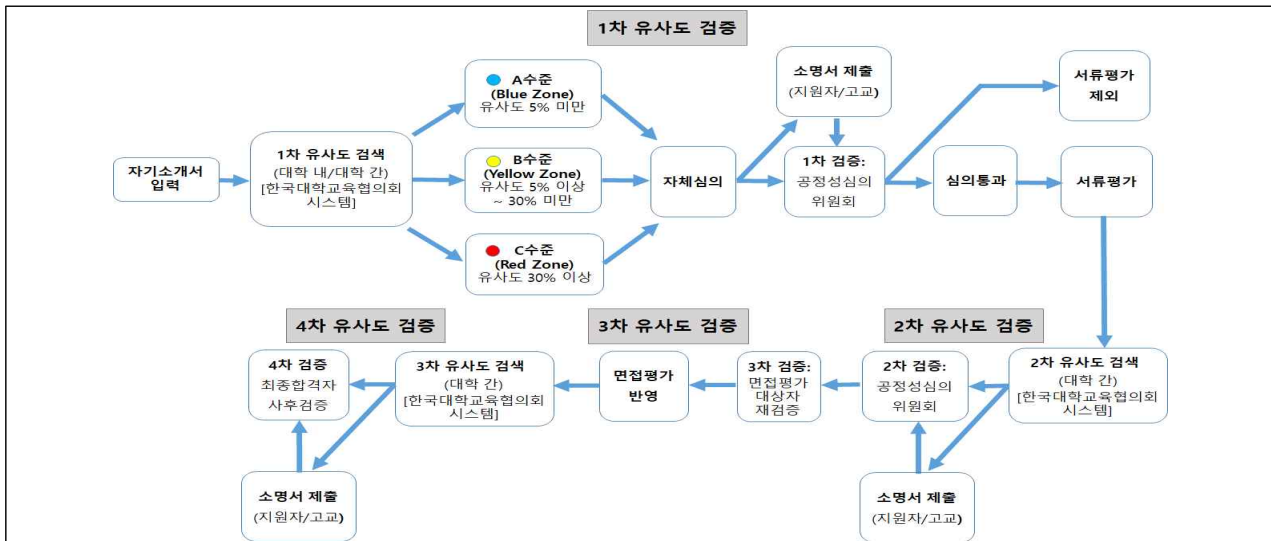 1차 유사도 검증
자기소개서
입력
1차 유사도 검색
(대학 내/대학 간)
[한국대학교육협의회
시스템]
A수준
(Blue Zone)
유사도 5% 미만
B수준
(Yellow Zone)
유사도 5% 이상
~ 30% 미만
C수준
(Red Zone)
유사도 30% 이상
자체심의
소명서 제출
(지원자/고교)
1차 검증:
공정성심의
위원회
서류평가
제외
심의통과
서류평가
2차 유사도 검증
2차 유사도 검색
(대학 간)
[한국대학교육협의회
시스템]
소명서 제출
(지원자/고교)
2차 검증:
공정성심의
위원회
3차 유사도 검증
3차 검증:
면접평가
대상자
재검증
면접평가
반영
4차 유사도 검증
3차 유사도 검색
(대학 간)
[한국대학교육협의회
시스템]
소명서 제출
(지원자/고교)
4차 검증
최종합격자
사후검증